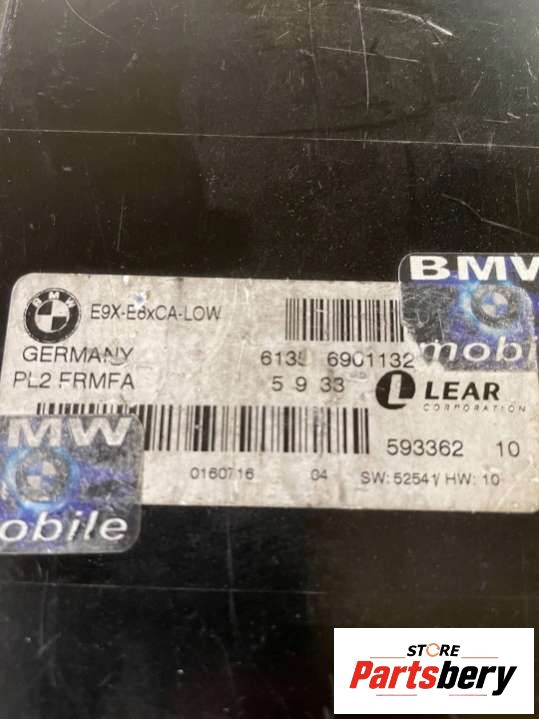 BMW
E9X-E8xCA-LOW
GERMANY 6135 6901132
PL2 FRMFA 5 9 33
LEAR
CORPORATION
593362 10
0160716 04 SW: 52541/ HW: 10
BMW
mobile
MW
obile
STORE
Partsbery